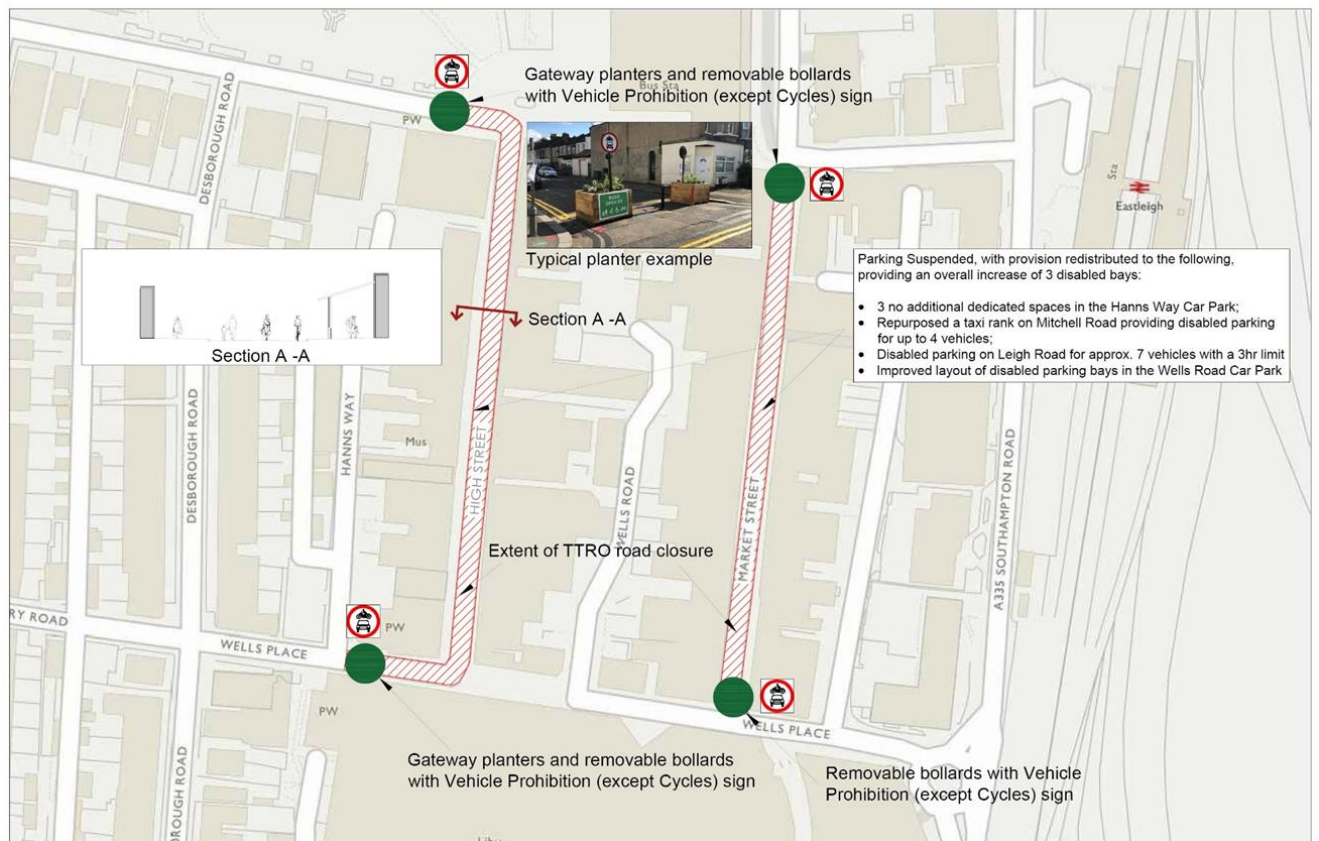 Gateway planters and removable bollards
with Vehicle Prohibition (except Cycles) sign
Bus Sta
PW
DESBOROUGH ROAD
Typical planter example
Sta
Eastleigh
Section A -A
Section A -A
Parking Suspended, with provision redistributed to the following,
providing an overall increase of 3 disabled bays:
• 3 no additional dedicated spaces in the Hanns Way Car Park;
• Repurposed a taxi rank on Mitchell Road providing disabled parking
for up to 4 vehicles;
• Disabled parking on Leigh Road for approx. 7 vehicles with a 3hr limit
• Improved layout of disabled parking bays in the Wells Road Car Park
DESBOROUGH ROAD
HANNS WAY
Mus
HIGH STREET
WELLS ROAD
MARKET STREET
A335 SOUTHAMPTON ROAD
Extent of TTRO road closure
RY ROAD
WELLS PLACE
PW
PW
WELLS PLACE
Gateway planters and removable bollards
with Vehicle Prohibition (except Cycles) sign
Removable bollards with Vehicle
Prohibition (except Cycles) sign
OROUGH ROAD